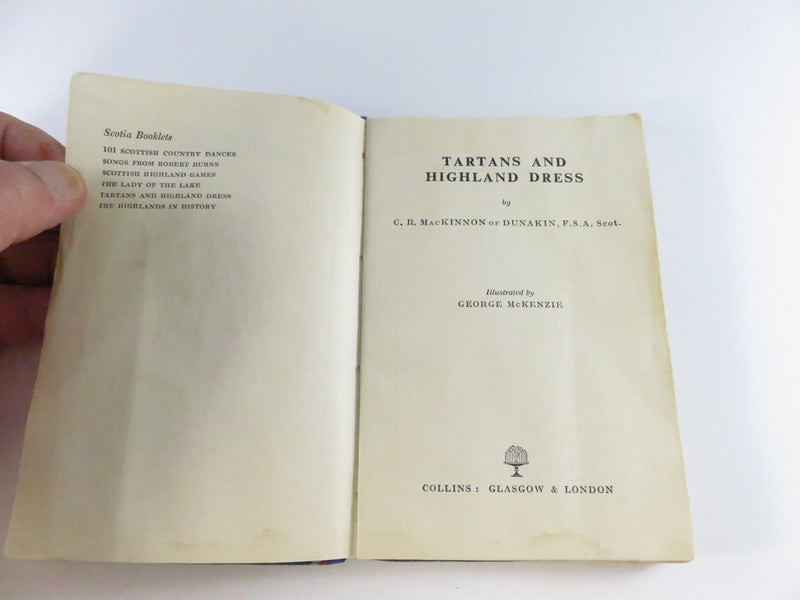 Scotia Booklets
101 SCOTTISH COUNTRY DANCES
SONGS FROM ROBERT BURNS
SCOTTISH HIGHLAND GAMES
THE LADY OF THE LAKE
TARTANS AND HIGHLAND DRESS
THE HIGHLANDS IN HISTORY
TARTANS AND
HIGHLAND DRESS
by
C. R. MacKINNON OF DUNAKIN, F.S.A. Scot.
Illustrated by
GEORGE McKENZIE
COLLINS: GLASGOW & LONDON